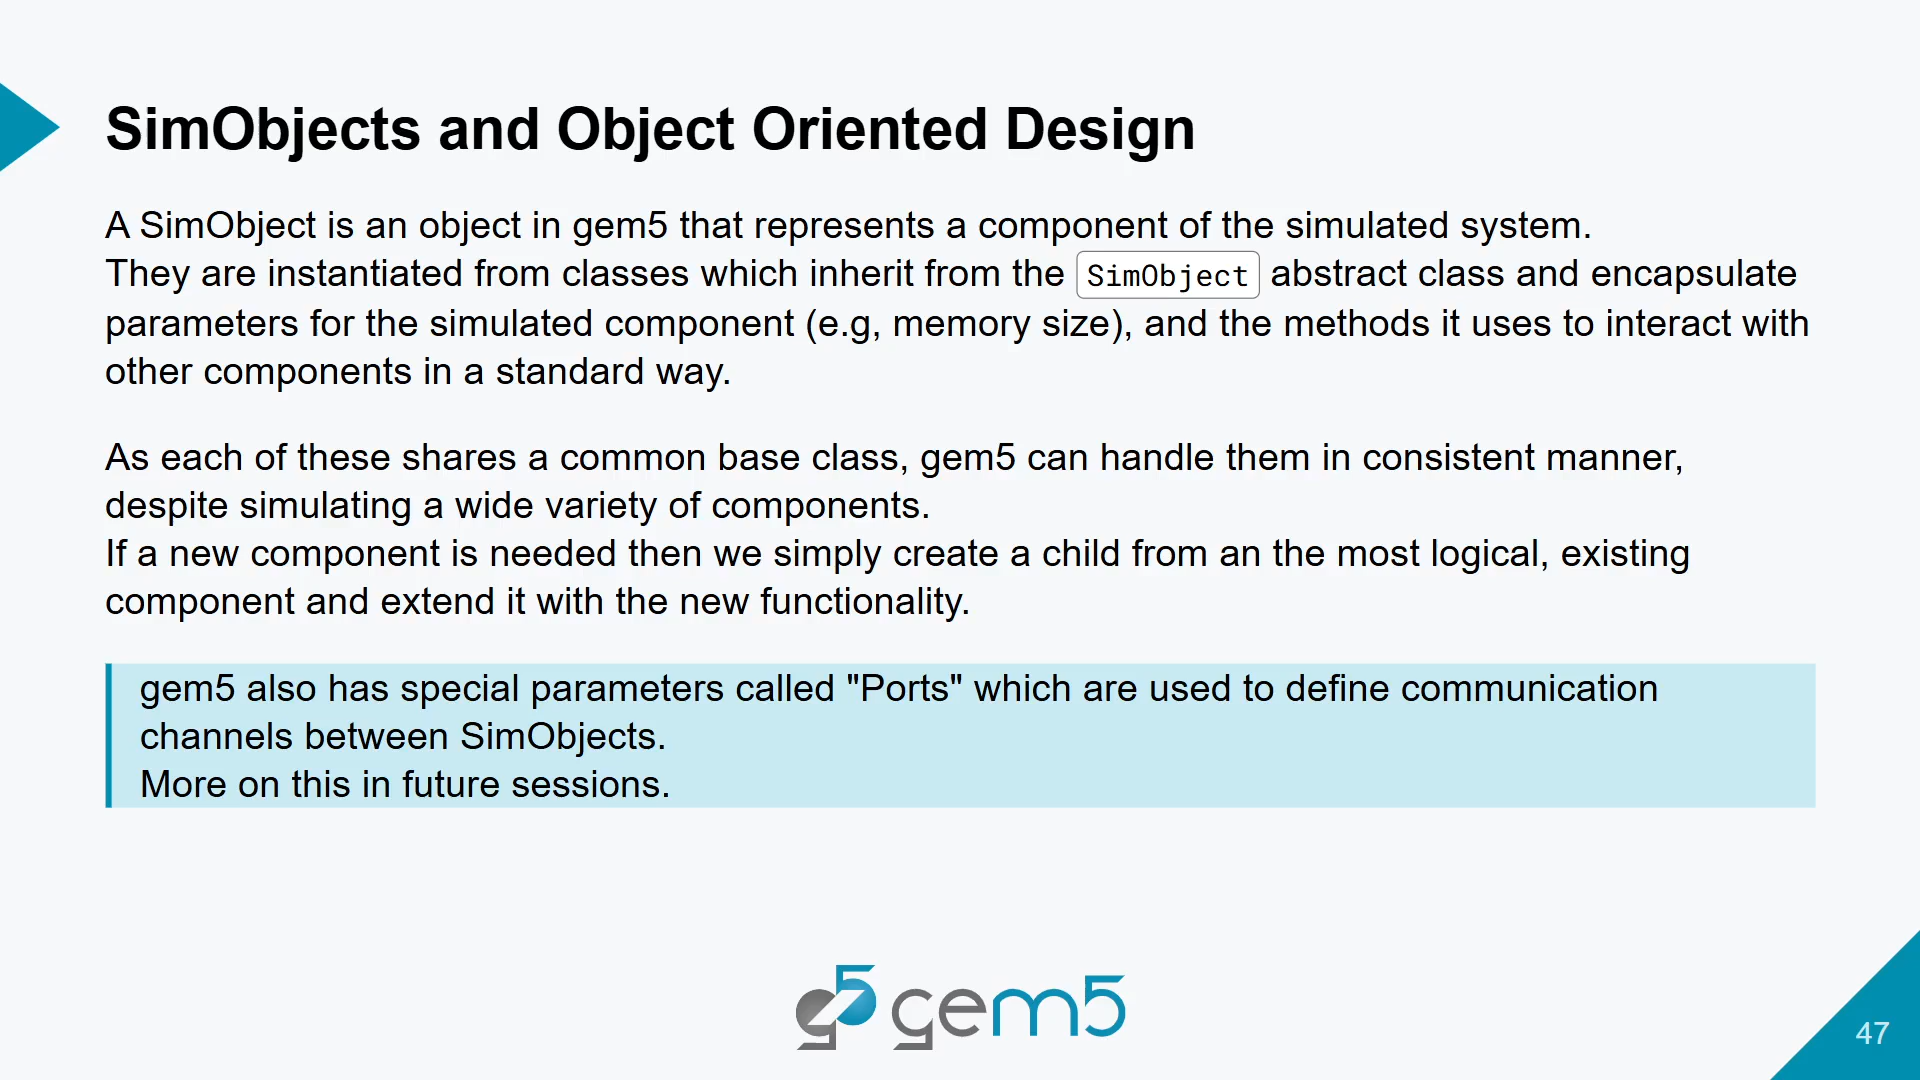 SimObjects and Object Oriented Design
A SimObject is an object in gem5 that represents a component of the simulated system.
They are instantiated from classes which inherit from the SimObject abstract class and encapsulate
parameters for the simulated component (e.g, memory size), and the methods it uses to interact with
other components in a standard way.
As each of these shares a common base class, gem5 can handle them in consistent manner,
despite simulating a wide variety of components.
If a new component is needed then we simply create a child from an the most logical, existing
component and extend it with the new functionality.
gem5 also has special parameters called "Ports" which are used to define communication
channels between SimObjects.
More on this in future sessions.
gem5
47